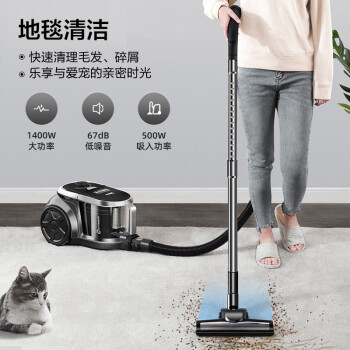 地毯清洁
·快速清理毛发、碎屑
·乐享与爱宠的亲密时光
1400W
大功率
67dB
低噪音
500W
吸入功率